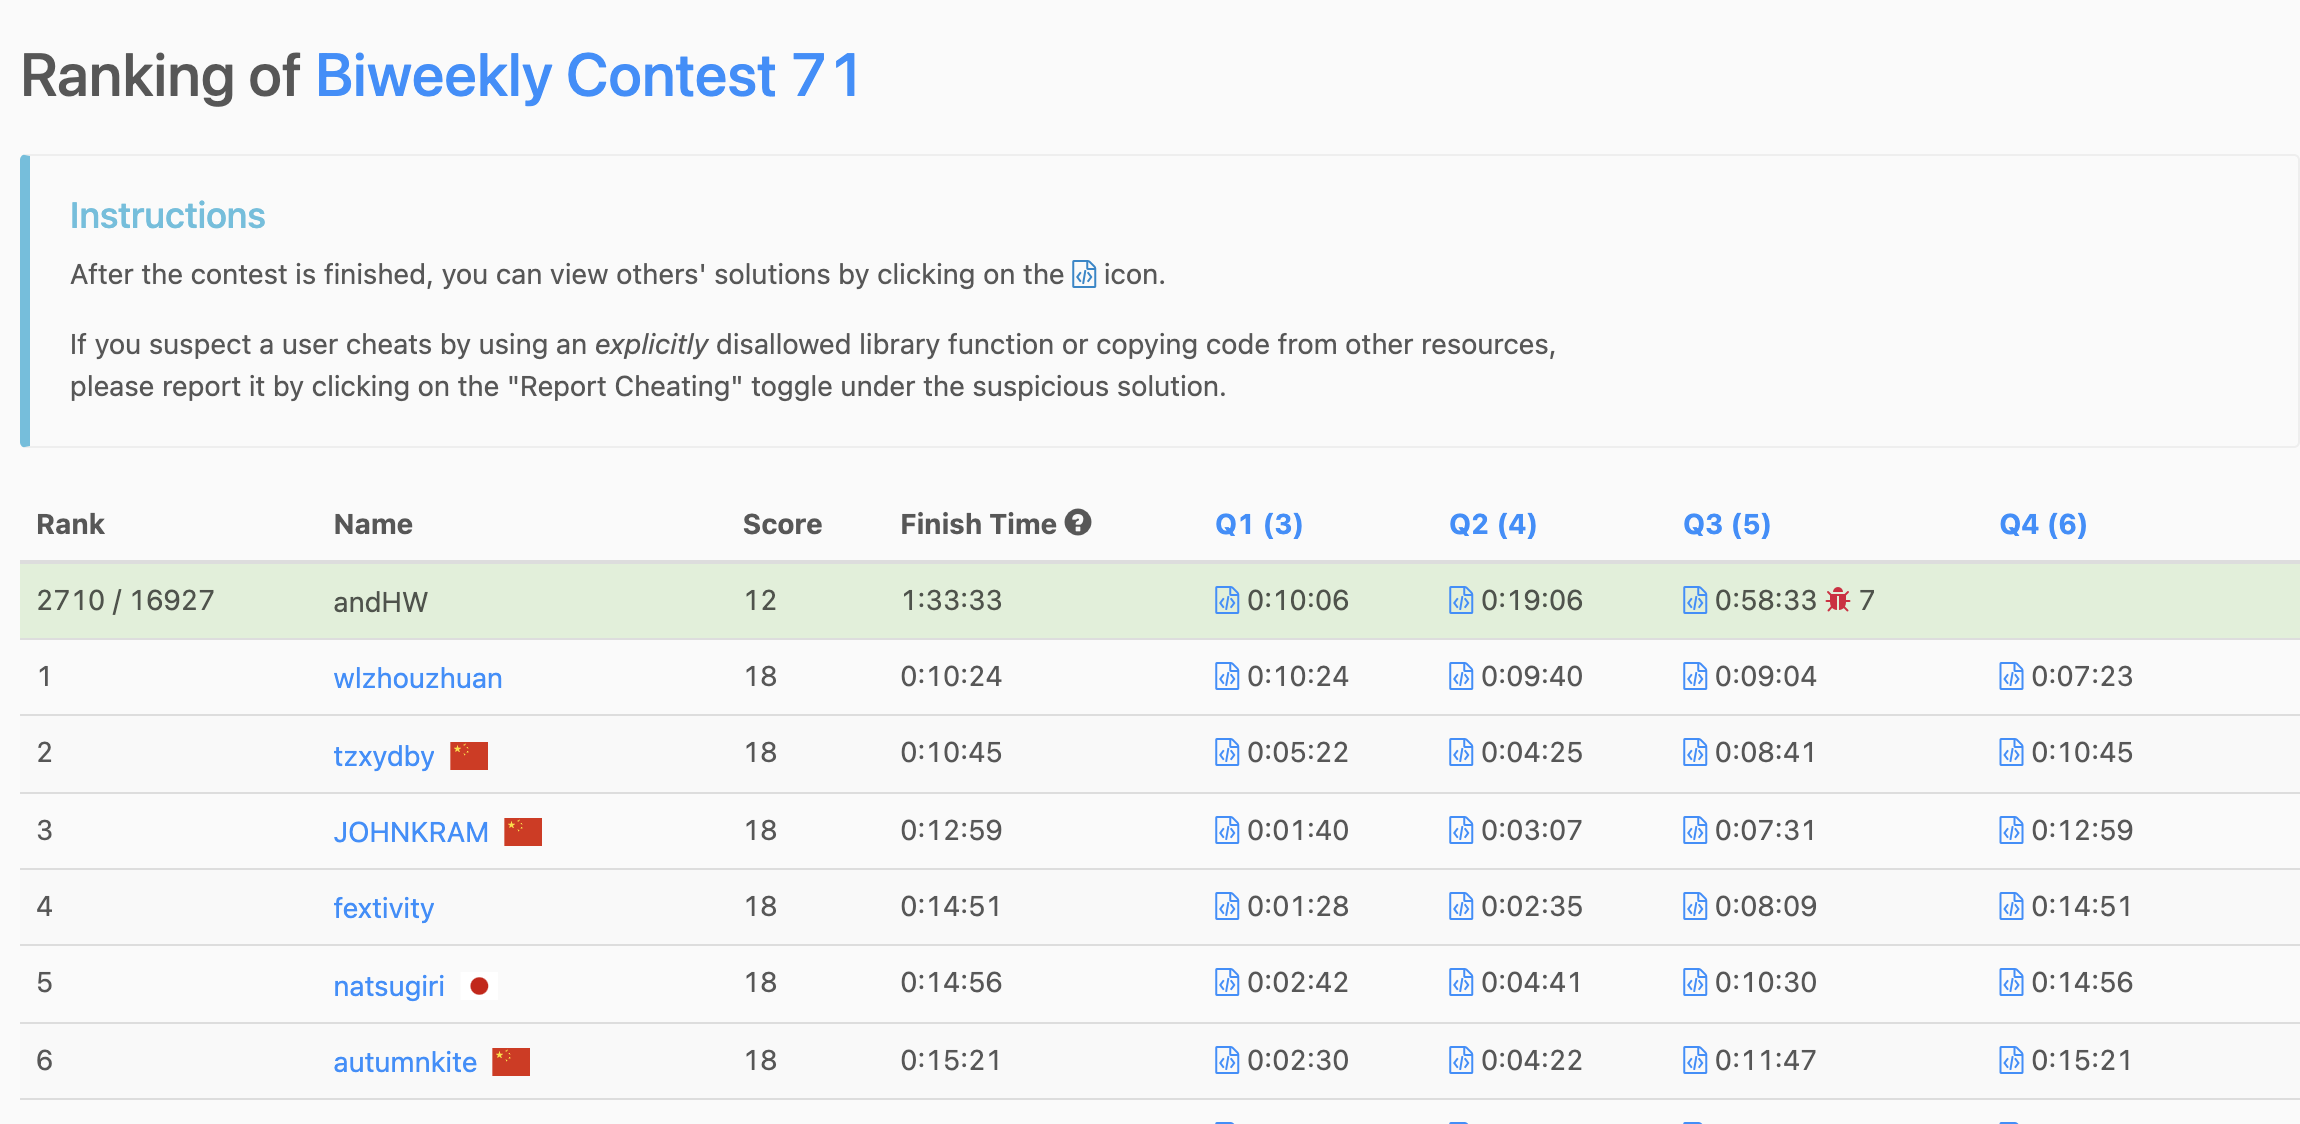 Ranking of Biweekly Contest 71
Instructions
After the contest is finished, you can view others' solutions by clicking on the icon.
If you suspect a user cheats by using an explicitly disallowed library function or copying code from other resources,
please report it by clicking on the "Report Cheating" toggle under the suspicious solution.
Rank Name Score Finish Time Q1 (3) Q2 (4) Q3 (5) Q4 (6)
2710 / 16927 andHW 12 1:33:33 0:10:06 0:19:06 0:58:33 7
1 wlzhouzhuan 18 0:10:24 0:10:24 0:09:40 0:09:04 0:07:23
2 tzxydby 18 0:10:45 0:05:22 0:04:25 0:08:41 0:10:45
3 JOHNKRAM 18 0:12:59 0:01:40 0:03:07 0:07:31 0:12:59
4 fextivity 18 0:14:51 0:01:28 0:02:35 0:08:09 0:14:51
5 natsugiri 18 0:14:56 0:02:42 0:04:41 0:10:30 0:14:56
6 autumnkite 18 0:15:21 0:02:30 0:04:22 0:11:47 0:15:21